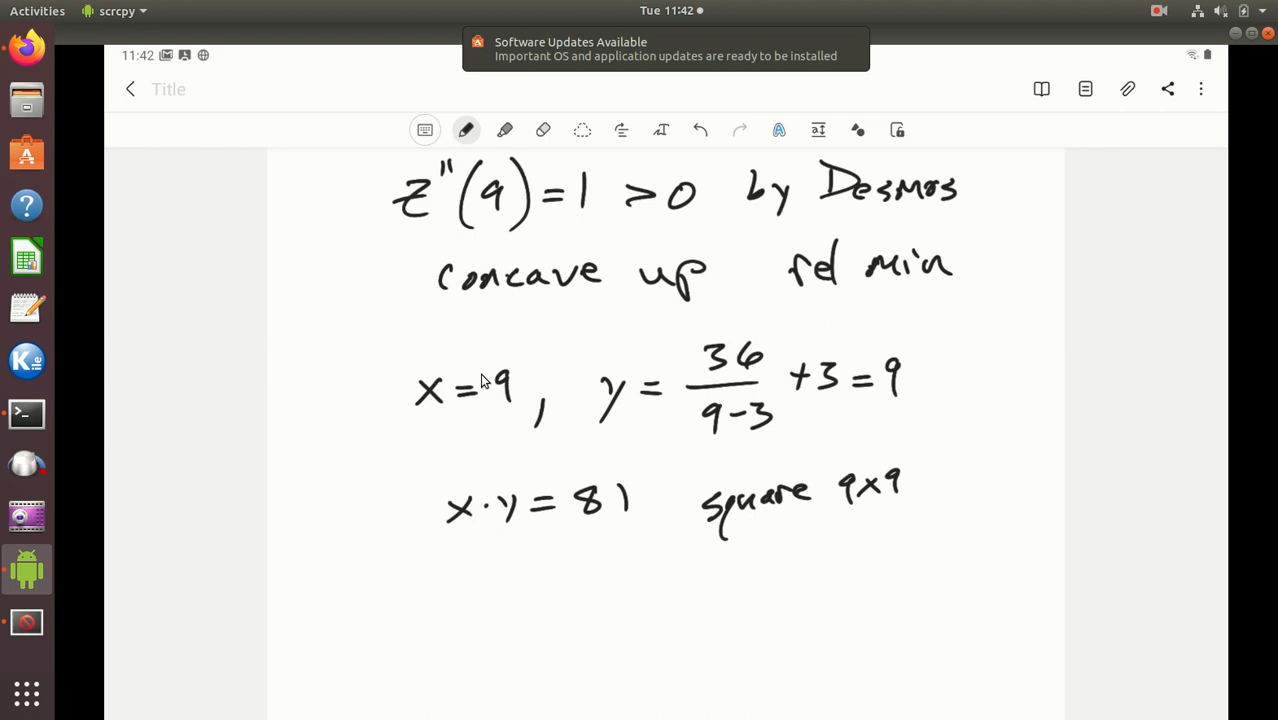 Activities scrcpy Tue 11:42
Software Updates Available
Important OS and application updates are ready to be installed
11:42
Title
z''(9) = 1 > 0 by Desmos
concave up rel min
x = 9, y = 36/(9-3) + 3 = 9
x · y = 81 square 9x9